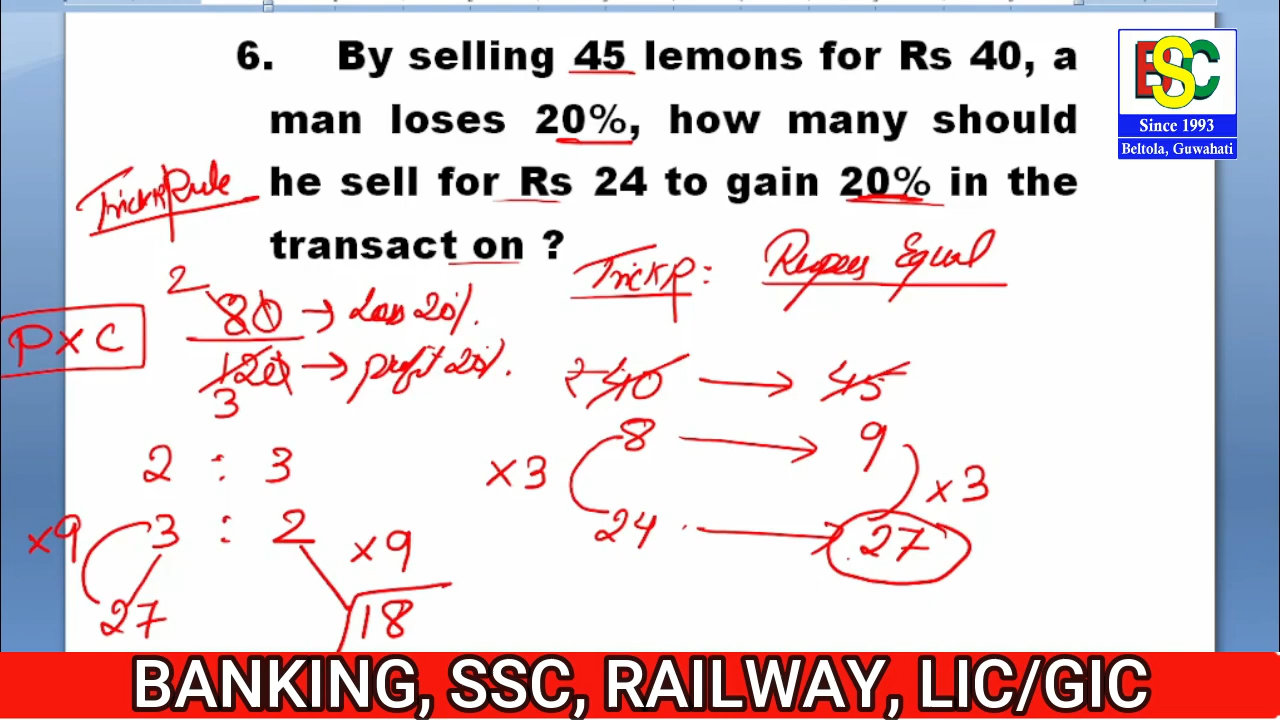 6. By selling 45 lemons for Rs 40, a
man loses 20%, how many should
he sell for Rs 24 to gain 20% in the
transact on ?
BSC
Since 1993
Beltola, Guwahati
Trick Rule
Trick : Rupees Equal
P X C
2
80 → Loss 20%.
120 → profit 20%.
3
2 : 3
×9 3 : 2 ×9
27 18
40 → 45
8 → 9
×3 ×3
24 → 27
BANKING, SSC, RAILWAY, LIC/GIC